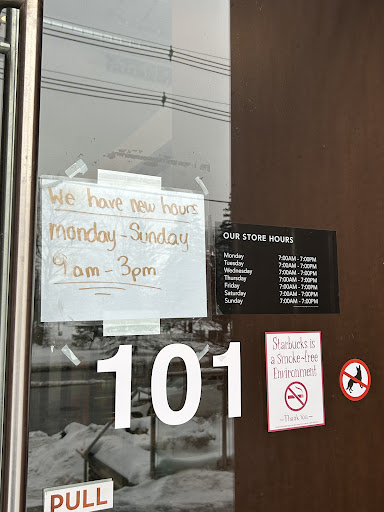 We have new hours
monday - Sunday
9am - 3pm
OUR STORE HOURS
Monday 7:00AM - 7:00PM
Tuesday 7:00AM - 7:00PM
Wednesday 7:00AM - 7:00PM
Thursday 7:00AM - 7:00PM
Friday 7:00AM - 7:00PM
Saturday 7:00AM - 7:00PM
Sunday 7:00AM - 7:00PM
101
Starbucks is
a Smoke-free
Environment
Thank you
PULL